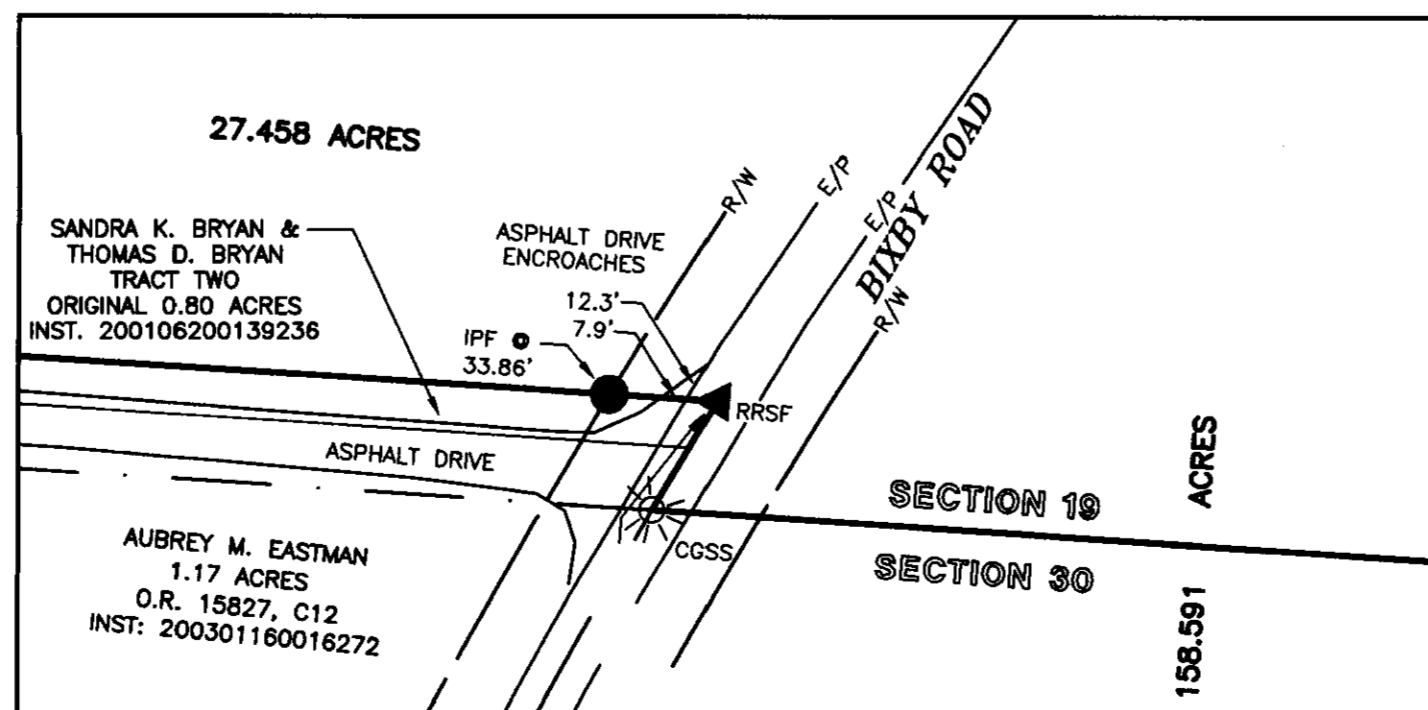 27.458 ACRES
SANDRA K. BRYAN &
THOMAS D. BRYAN
TRACT TWO
ORIGINAL 0.80 ACRES
INST. 200106200139236
ASPHALT DRIVE
ENCROACHES
12.3'
7.9'
IPF
33.86'
R/W
E/P
E/P
BIXBY ROAD
R/W
RRSF
ASPHALT DRIVE
CGSS
SECTION 19
SECTION 30
ACRES
158.591
AUBREY M. EASTMAN
1.17 ACRES
O.R. 15827, C12
INST: 200301160016272